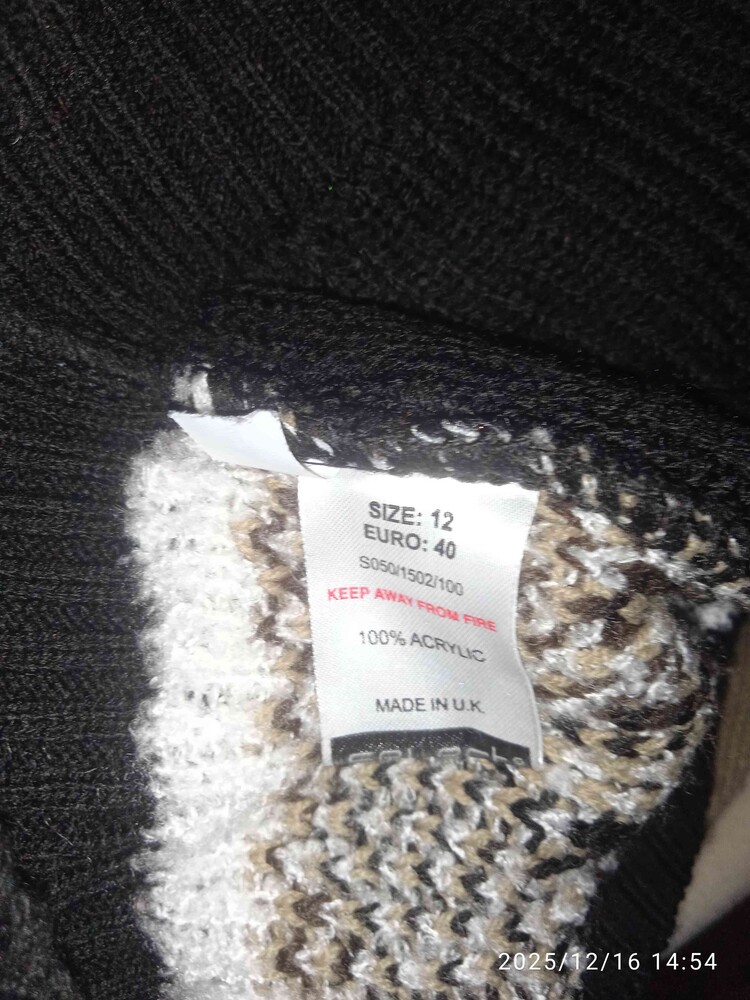 SIZE: 12
EURO: 40
S050/1502/100
KEEP AWAY FROM FIRE
100% ACRYLIC
MADE IN U.K.
2025/12/16 14:54